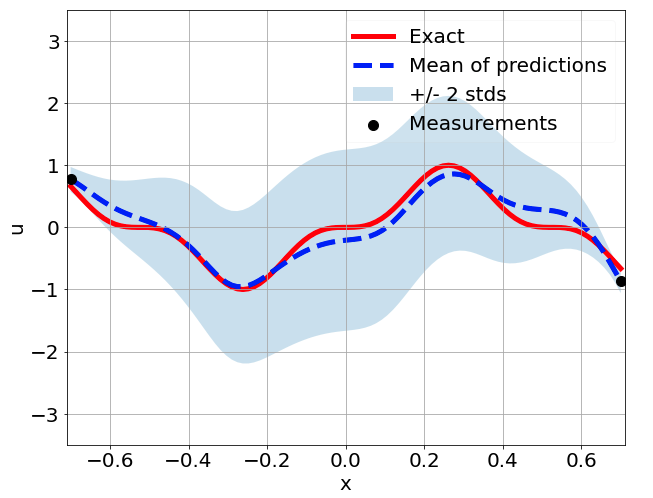 Exact
Mean of predictions
+/- 2 stds
Measurements
3
2
1
0
−1
−2
−3
u
−0.6 −0.4 −0.2 0.0 0.2 0.4 0.6
x